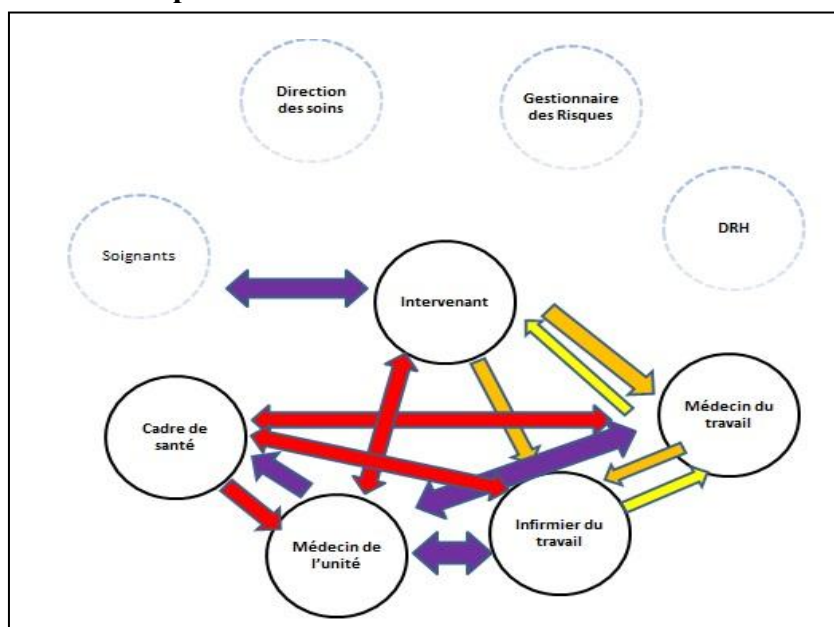 Direction
des soins
Gestionnaire
des Risques
DRH
Soignants
Intervenant
Médecin du
travail
Cadre de
santé
Infirmier du
travail
Médecin de
l'unité